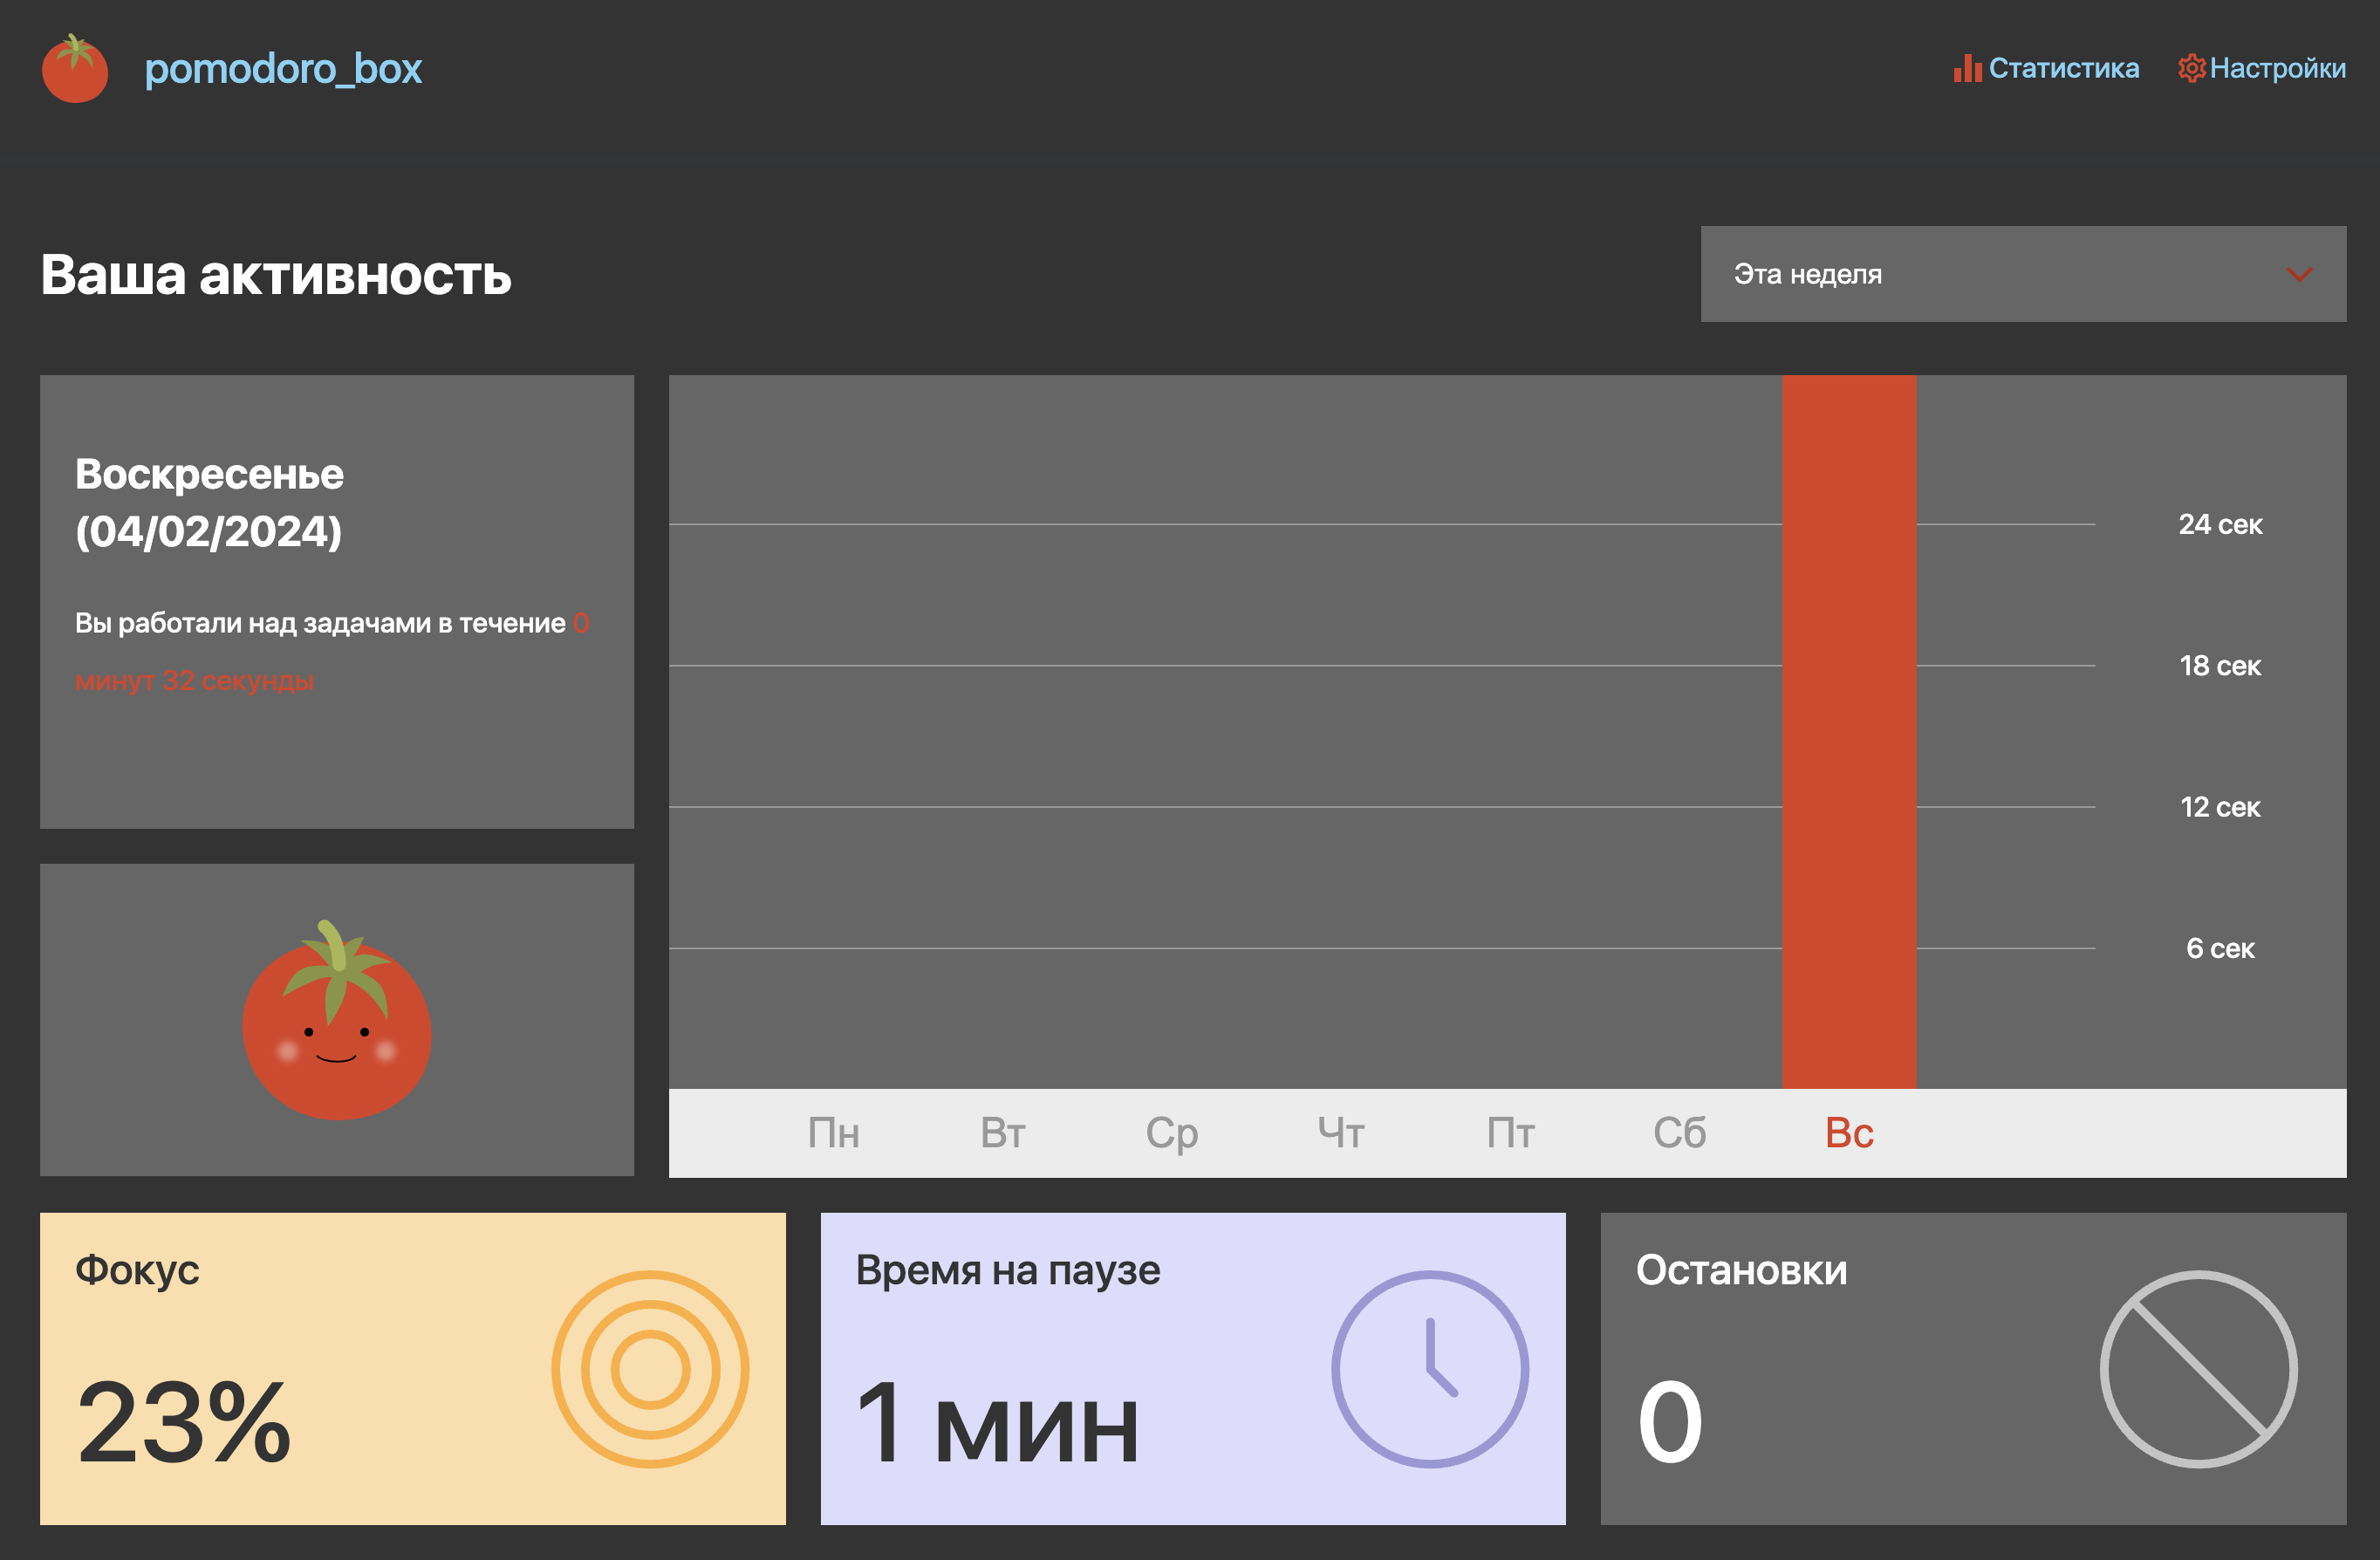 pomodoro_box
Статистика
Настройки
Ваша активность
Эта неделя
Воскресенье
(04/02/2024)
Вы работали над задачами в течение 0
минут 32 секунды
24 сек
18 сек
12 сек
6 сек
Пн Вт Ср Чт Пт Сб Вс
Фокус
23%
Время на паузе
1 мин
Остановки
0